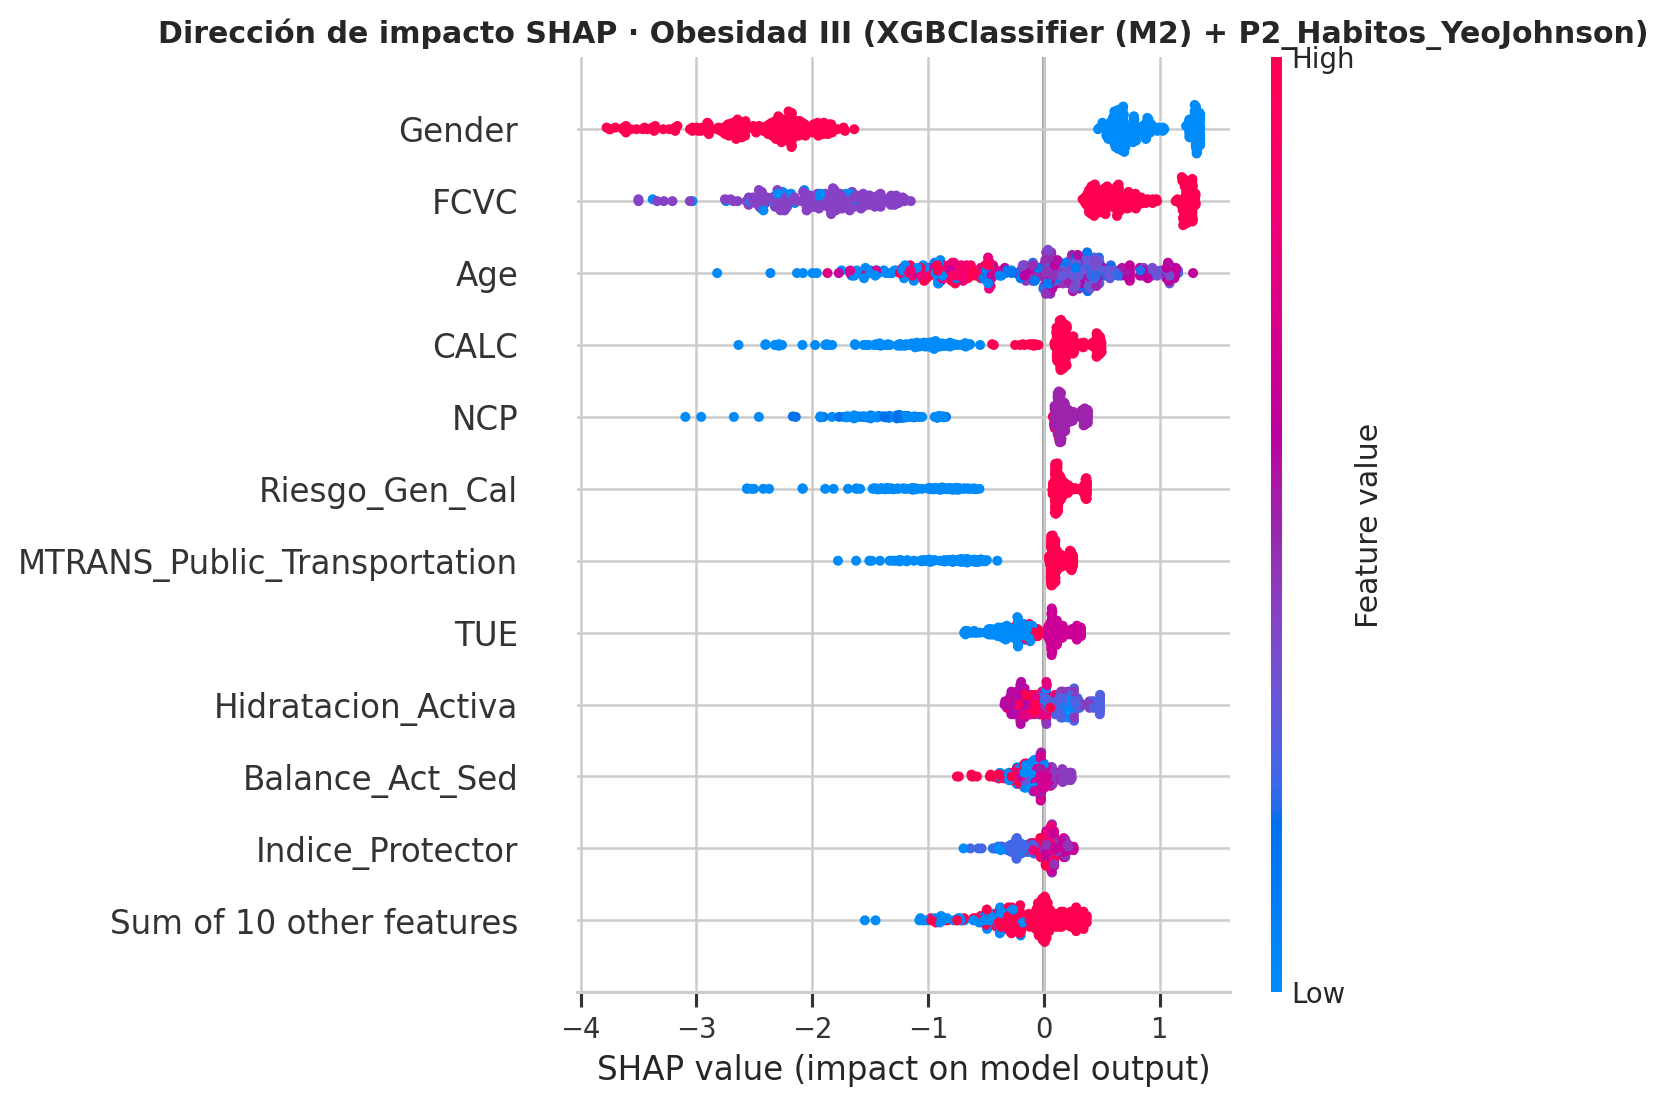 Dirección de impacto SHAP · Obesidad III (XGBClassifier (M2) + P2_Habitos_YeoJohnson)
High
Gender
FCVC
Age
CALC
NCP
Riesgo_Gen_Cal
MTRANS_Public_Transportation
TUE
Hidratacion_Activa
Balance_Act_Sed
Indice_Protector
Sum of 10 other features
Feature value
Low
−4 −3 −2 −1 0 1
SHAP value (impact on model output)